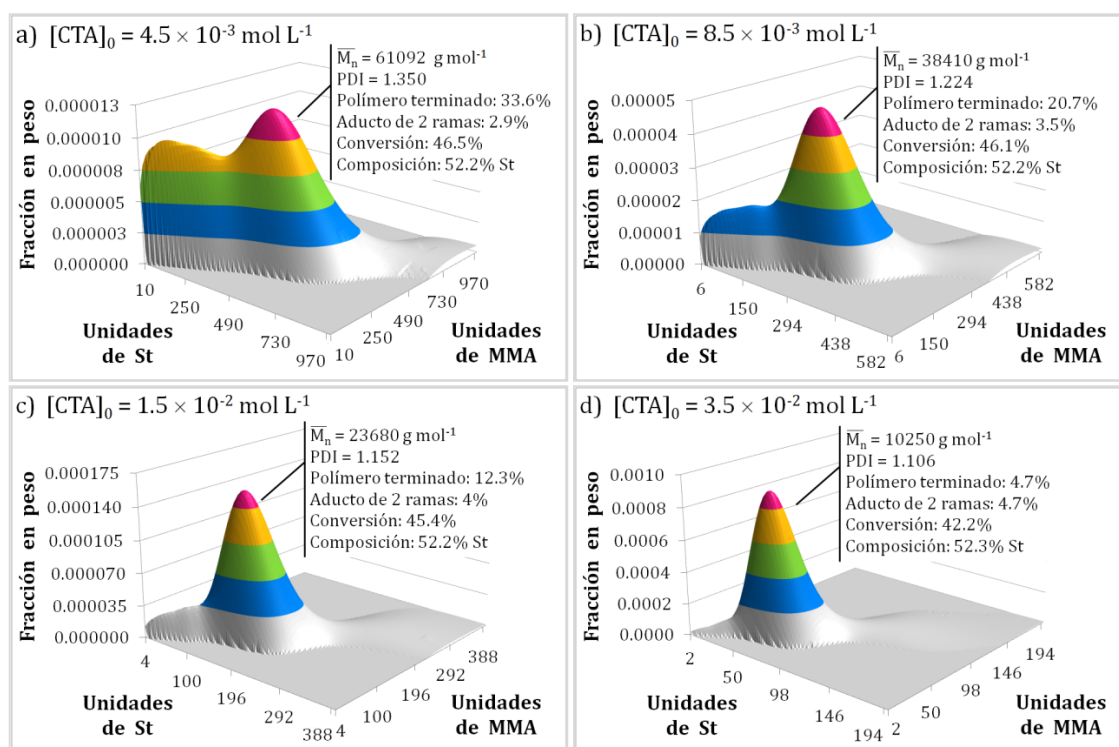 a) [CTA]₀ = 4.5 × 10⁻³ mol L⁻¹
M̅n = 61092 g mol⁻¹
PDI = 1.350
Polímero terminado: 33.6%
Aducto de 2 ramas: 2.9%
Conversión: 46.5%
Composición: 52.2% St
Fracción en peso
0.000013
0.000010
0.000008
0.000005
0.000003
0.000000
10
250
490
730
970
Unidades
de St
10
250
490
730
970
Unidades
de MMA
b) [CTA]₀ = 8.5 × 10⁻³ mol L⁻¹
M̅n = 38410 g mol⁻¹
PDI = 1.224
Polímero terminado: 20.7%
Aducto de 2 ramas: 3.5%
Conversión: 46.1%
Composición: 52.2% St
Fracción en peso
0.00005
0.00004
0.00003
0.00002
0.00001
0.00000
6
150
294
438
582
Unidades
de St
6
150
294
438
582
Unidades
de MMA
c) [CTA]₀ = 1.5 × 10⁻² mol L⁻¹
M̅n = 23680 g mol⁻¹
PDI = 1.152
Polímero terminado: 12.3%
Aducto de 2 ramas: 4%
Conversión: 45.4%
Composición: 52.2% St
Fracción en peso
0.000175
0.000140
0.000105
0.000070
0.000035
0.000000
4
100
196
292
388
Unidades
de St
4
100
196
292
388
Unidades
de MMA
d) [CTA]₀ = 3.5 × 10⁻² mol L⁻¹
M̅n = 10250 g mol⁻¹
PDI = 1.106
Polímero terminado: 4.7%
Aducto de 2 ramas: 4.7%
Conversión: 42.2%
Composición: 52.3% St
Fracción en peso
0.0010
0.0008
0.0006
0.0004
0.0002
0.0000
2
50
98
146
194
Unidades
de St
2
50
98
146
194
Unidades
de MMA